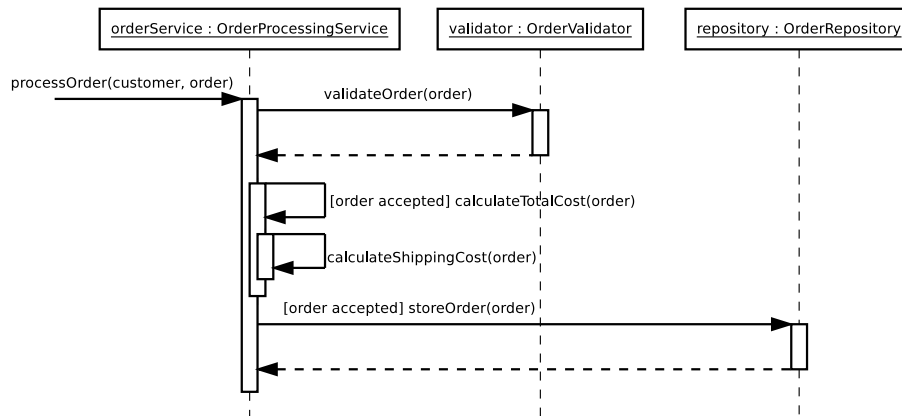 orderService : OrderProcessingService
validator : OrderValidator
repository : OrderRepository
processOrder(customer, order)
validateOrder(order)
[order accepted] calculateTotalCost(order)
calculateShippingCost(order)
[order accepted] storeOrder(order)